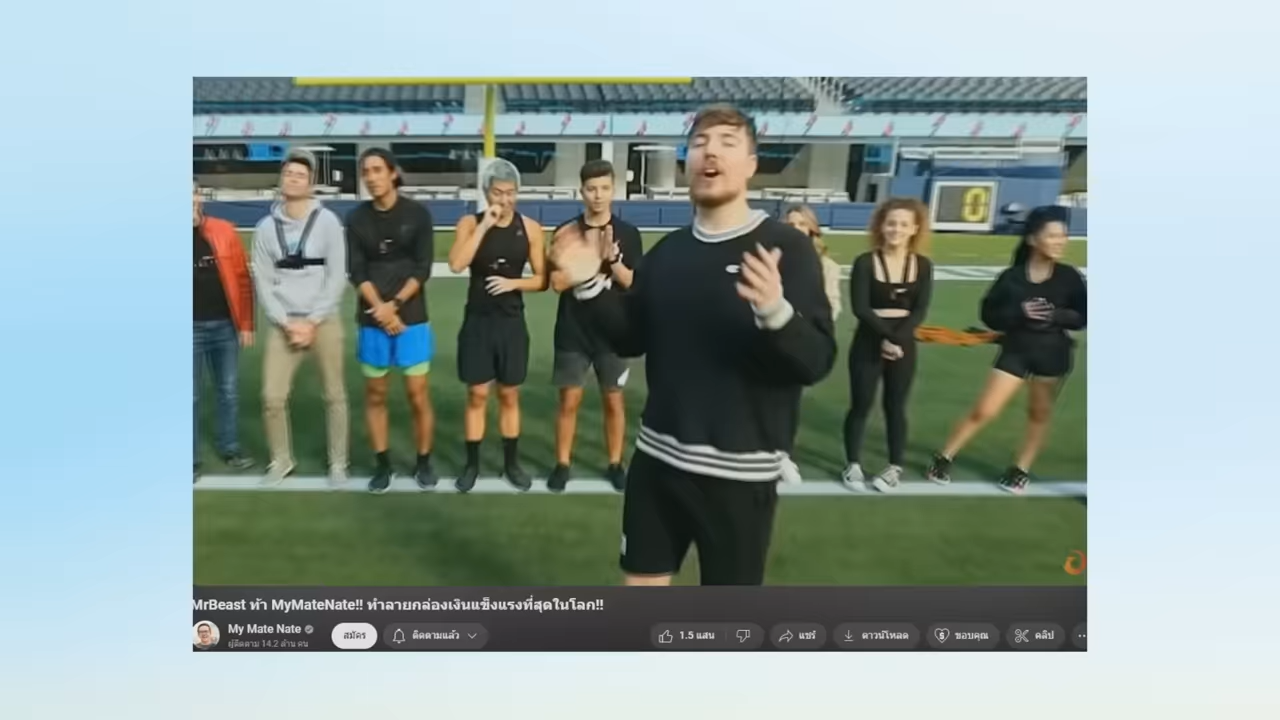 0
MrBeast ท้า MyMateNate!! ทำลายกล่องเงินแข็งแรงที่สุดในโลก!!
My Mate Nate
ผู้ติดตาม 14.2 ล้าน คน
สมัคร
ติดตามแล้ว
1.5 แสน
แชร์
ดาวน์โหลด
ขอบคุณ
คลิป